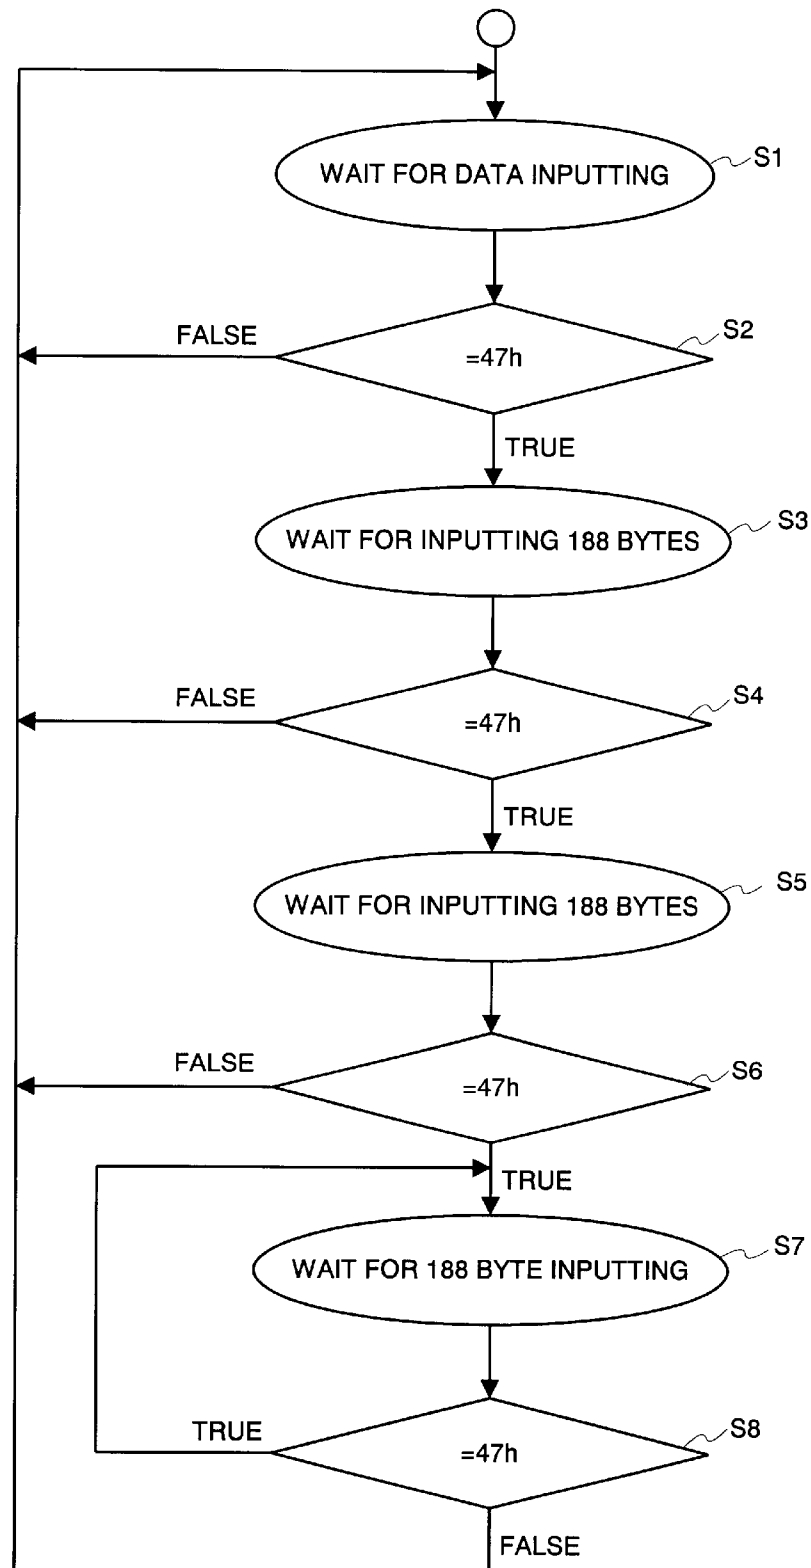 WAIT FOR DATA INPUTTING
S1
FALSE
=47h
S2
TRUE
WAIT FOR INPUTTING 188 BYTES
S3
FALSE
=47h
S4
TRUE
WAIT FOR INPUTTING 188 BYTES
S5
FALSE
=47h
S6
TRUE
WAIT FOR 188 BYTE INPUTTING
S7
TRUE
=47h
S8
FALSE